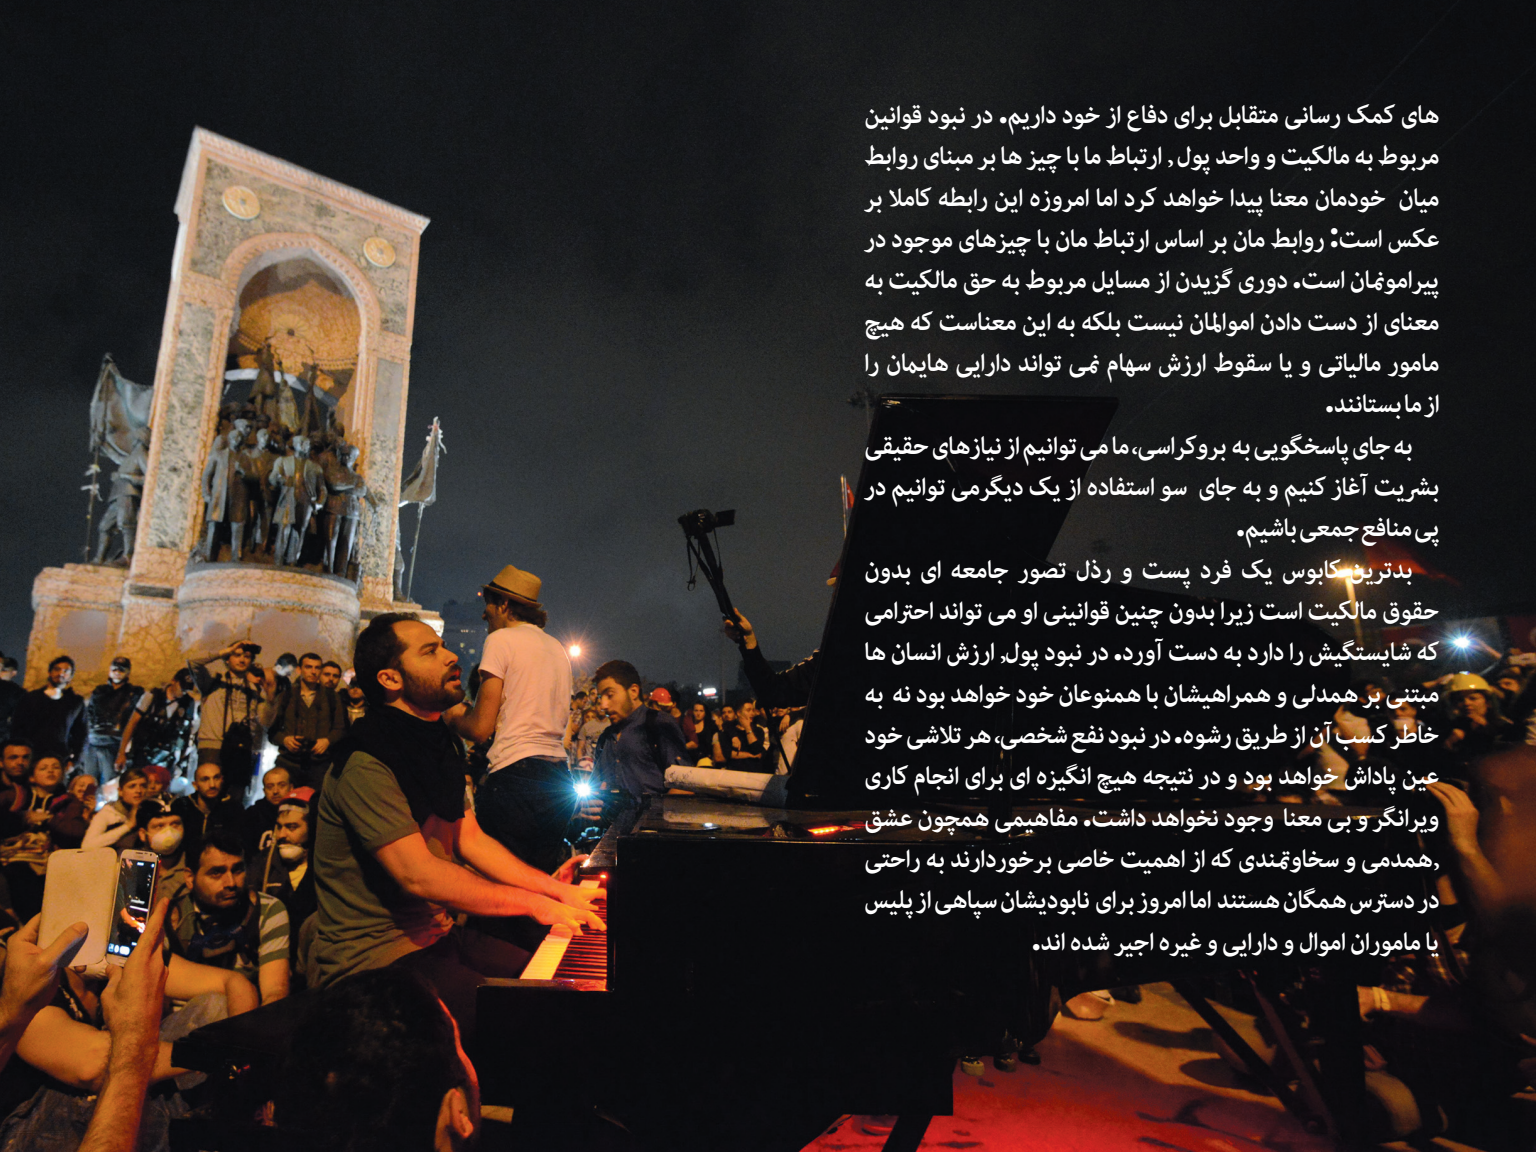 های کمک رسانی متقابل برای دفاع از خود داریم. در نبود قوانین
مربوط به مالکیت و واحد پول , ارتباط ما با چیز ها بر مبنای روابط
میان خودمان معنا پیدا خواهد کرد اما امروزه این رابطه کاملا بر
عکس است: روابط مان بر اساس ارتباط مان با چیزهای موجود در
پیرامونمان است. دوری گزیدن از مسایل مربوط به حق مالکیت به
معنای از دست دادن اموالمان نیست بلکه به این معناست که هیچ
مامور مالیاتی و یا سقوط ارزش سهام نمی تواند دارایی هایمان را
از ما بستانند.
به جای پاسخگویی به بروکراسی، ما می توانیم از نیازهای حقیقی
بشریت آغاز کنیم و به جای سو استفاده از یک دیگرمی توانیم در
پی منافع جمعی باشیم.
بدترین کابوس یک فرد پست و رذل تصور جامعه ای بدون
حقوق مالکیت است زیرا بدون چنین قوانینی او می تواند احترامی
که شایستگیش را دارد به دست آورد. در نبود پول, ارزش انسان ها
مبتنی بر همدلی و همراهیشان با همنوعان خود خواهد بود نه به
خاطر کسب آن از طریق رشوه. در نبود نفع شخصی، هر تلاشی خود
عین پاداش خواهد بود و در نتیجه هیچ انگیزه ای برای انجام کاری
ویرانگر و بی معنا وجود نخواهد داشت. مفاهیمی همچون عشق
,همدمی و سخاوتمندی که از اهمیت خاصی برخوردارند به راحتی
در دسترس همگان هستند اما امروز برای نابودیشان سپاهی از پلیس
یا ماموران اموال و دارایی و غیره اجیر شده اند.